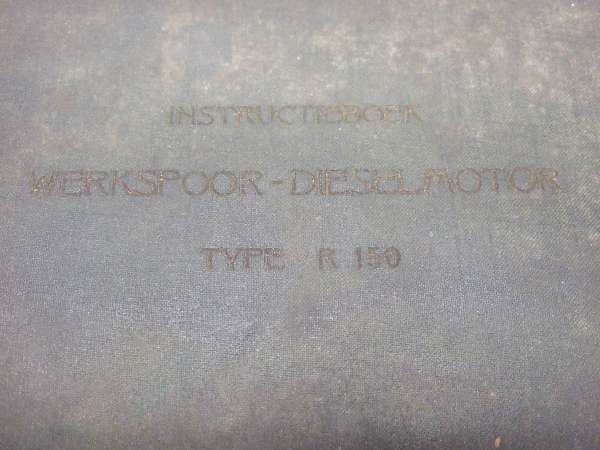 INSTRUCTIEBOEK
WERKSPOOR-DIESELMOTOR
TYPE R 150